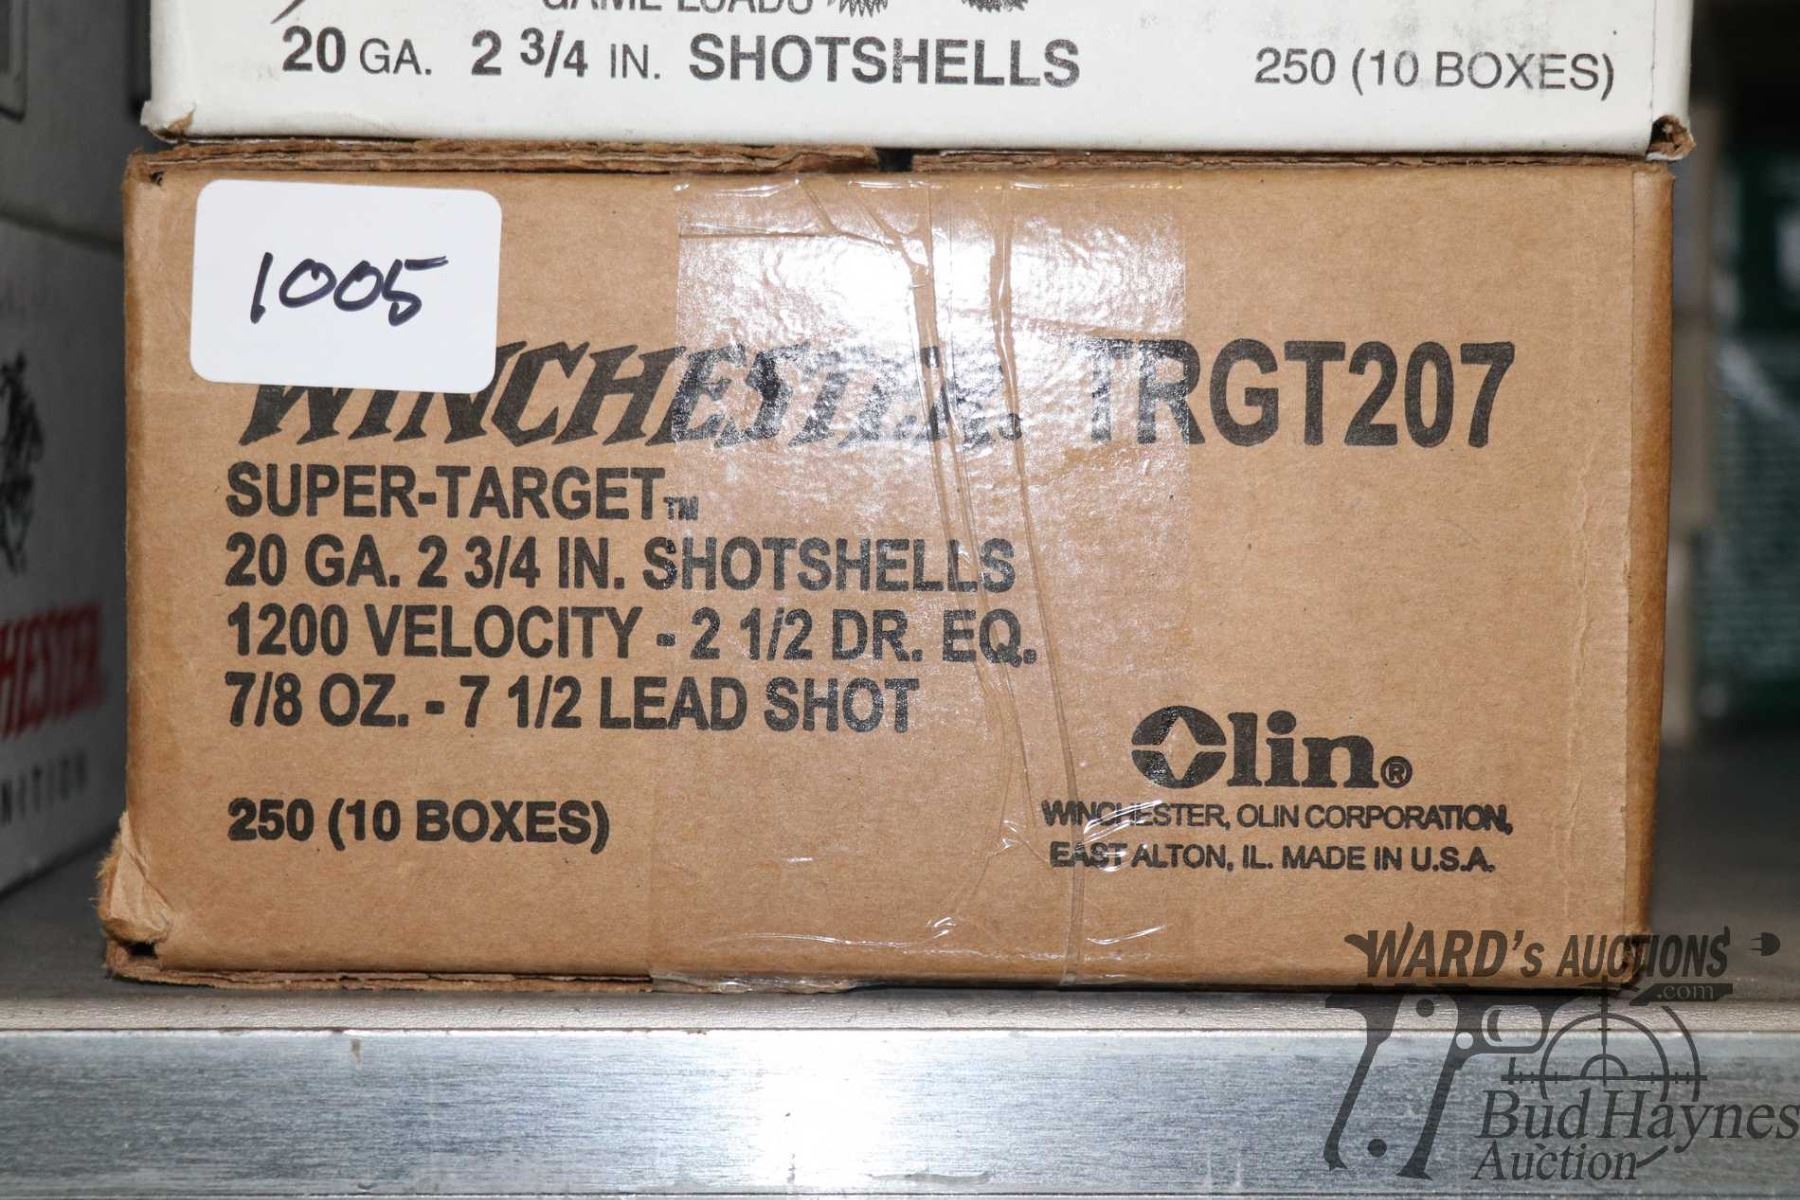 GAME LOADS
20 GA. 2 3/4 IN. SHOTSHELLS 250 (10 BOXES)
1005
WINCHESTER® TRGT207
SUPER-TARGET™
20 GA. 2 3/4 IN. SHOTSHELLS
1200 VELOCITY - 2 1/2 DR. EQ.
7/8 OZ. - 7 1/2 LEAD SHOT
250 (10 BOXES)
Olin®
WINCHESTER, OLIN CORPORATION,
EAST ALTON, IL. MADE IN U.S.A.
WARD's AUCTIONS
.com
Bud Haynes
Auction